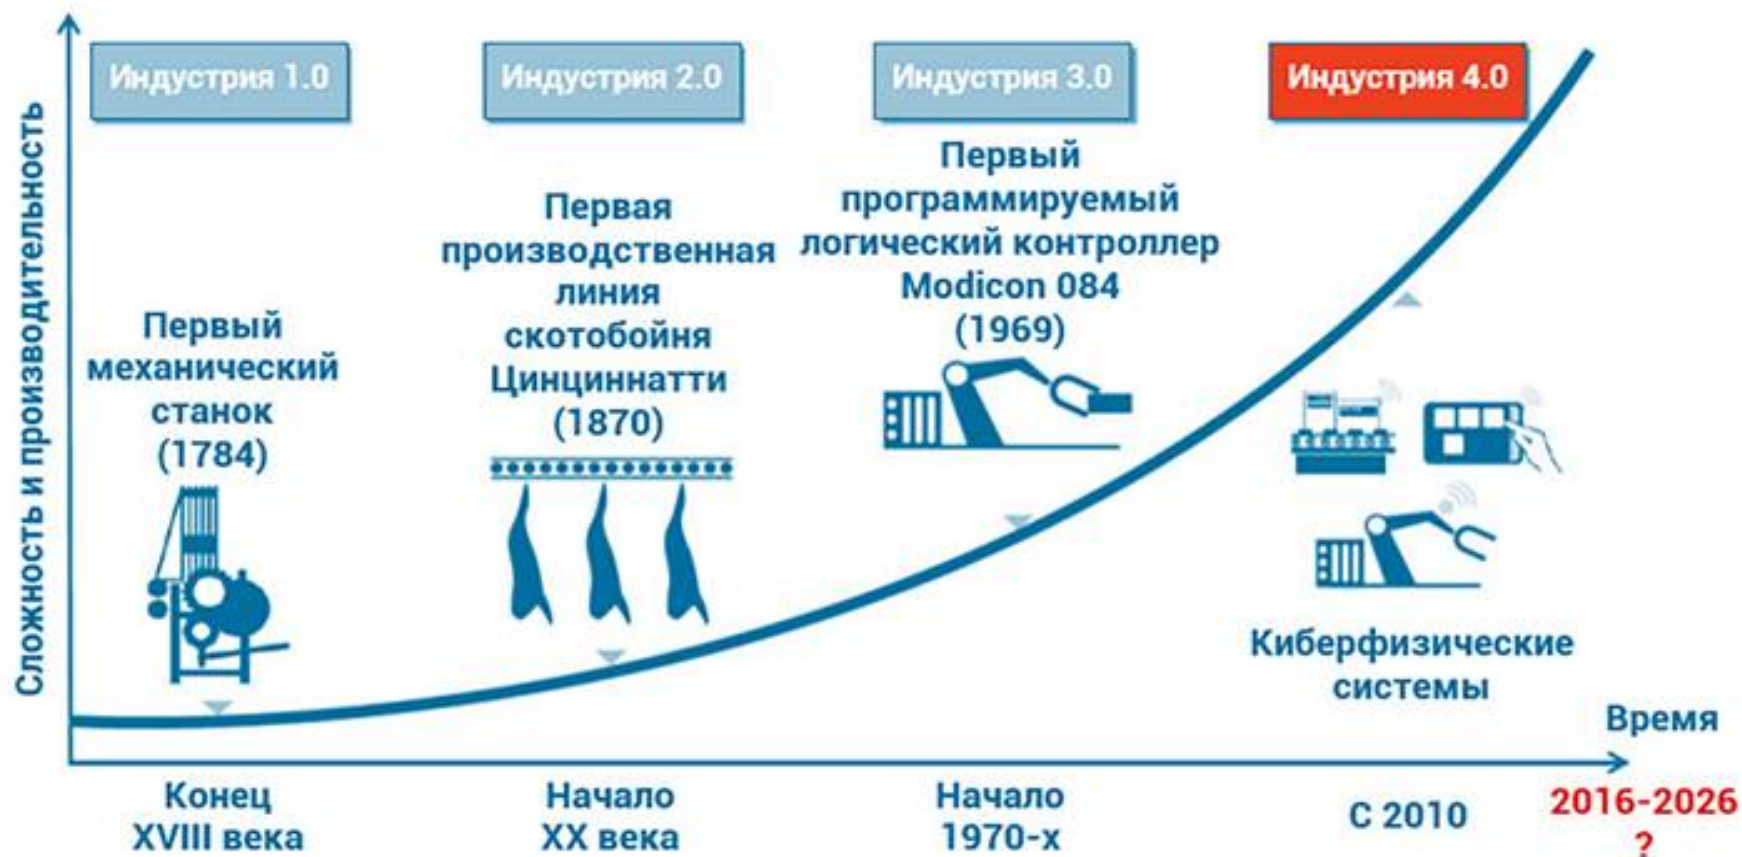 Сложность и производительность
Индустрия 1.0
Индустрия 2.0
Индустрия 3.0
Индустрия 4.0
Первый
механический
станок
(1784)
Первая
производственная
линия
скотобойня
Цинциннатти
(1870)
Первый
программируемый
логический контроллер
Modicon 084
(1969)
Киберфизические
системы
Время
Конец
XVIII века
Начало
XX века
Начало
1970-х
С 2010
2016-2026
?